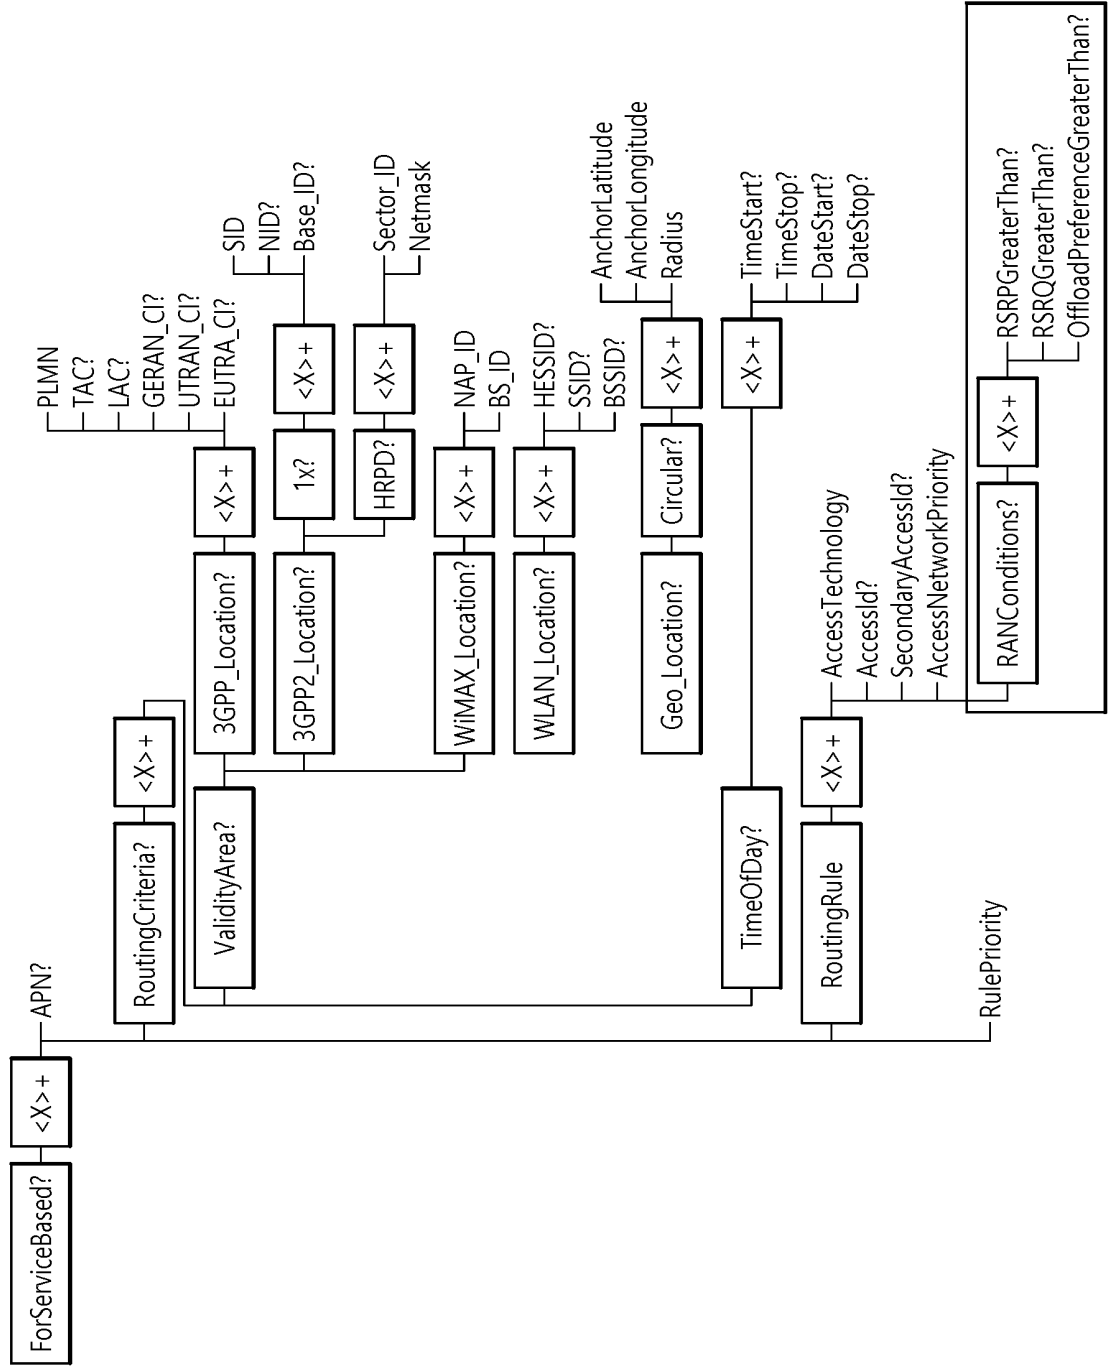 ForServiceBased?
<X>+
APN?
RoutingCriteria?
<X>+
ValidityArea?
3GPP_Location?
<X>+
PLMN
TAC?
LAC?
GERAN_CI?
UTRAN_CI?
EUTRA_CI?
3GPP2_Location?
1x?
<X>+
SID
NID?
Base_ID?
HRPD?
<X>+
Sector_ID
Netmask
WiMAX_Location?
<X>+
NAP_ID
BS_ID
WLAN_Location?
<X>+
HESSID?
SSID?
BSSID?
Geo_Location?
Circular?
<X>+
AnchorLatitude
AnchorLongitude
Radius
TimeOfDay?
<X>+
TimeStart?
TimeStop?
DateStart?
DateStop?
RoutingRule
<X>+
AccessTechnology
AccessId?
SecondaryAccessId?
AccessNetworkPriority
RANConditions?
<X>+
RSRPGreaterThan?
RSRQGreaterThan?
OffloadPreferenceGreaterThan?
RulePriority